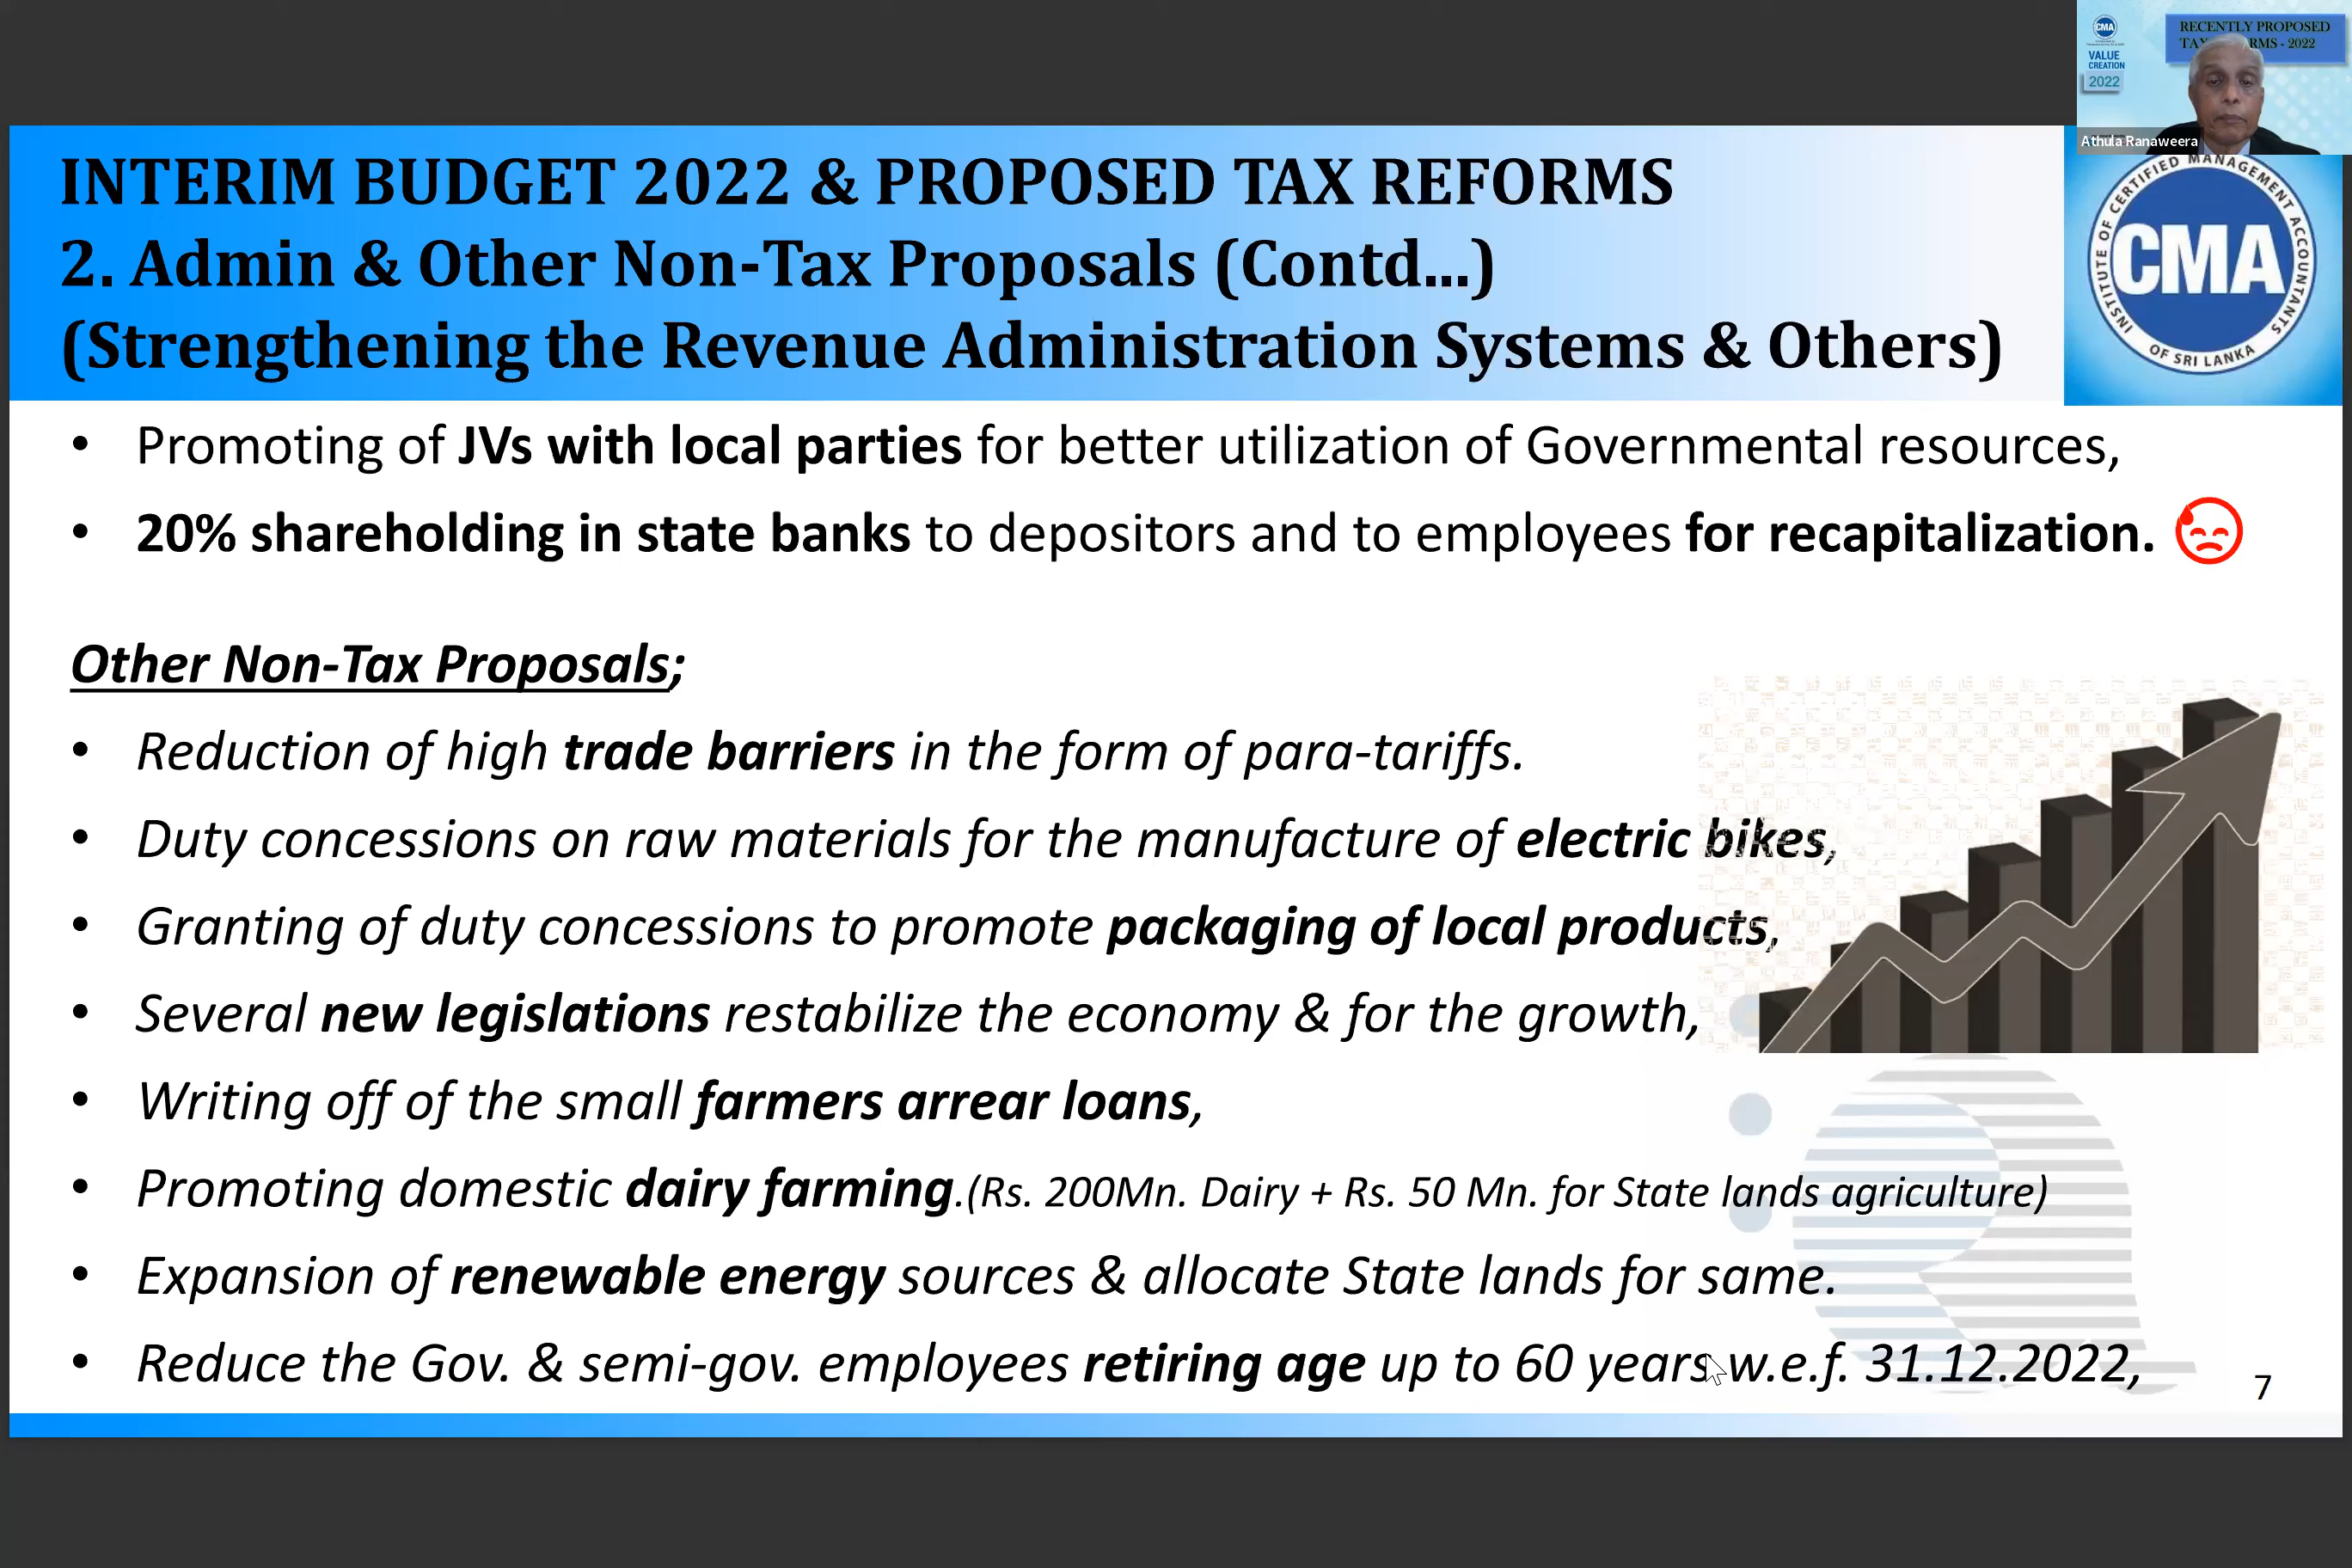 CMA
VALUE
CREATION
2022
RECENTLY PROPOSED
2022
Athula Ranaweera
INTERIM BUDGET 2022 & PROPOSED TAX REFORMS
2. Admin & Other Non-Tax Proposals (Contd...)
(Strengthening the Revenue Administration Systems & Others)
INSTITUTE OF CERTIFIED MANAGEMENT ACCOUNTANTS
CMA
OF SRI LANKA
• Promoting of JVs with local parties for better utilization of Governmental resources,
• 20% shareholding in state banks to depositors and to employees for recapitalization.
Other Non-Tax Proposals;
• Reduction of high trade barriers in the form of para-tariffs.
• Duty concessions on raw materials for the manufacture of electric bikes,
• Granting of duty concessions to promote packaging of local products,
• Several new legislations restabilize the economy & for the growth,
• Writing off of the small farmers arrear loans,
• Promoting domestic dairy farming.(Rs. 200Mn. Dairy + Rs. 50 Mn. for State lands agriculture)
• Expansion of renewable energy sources & allocate State lands for same.
• Reduce the Gov. & semi-gov. employees retiring age up to 60 years w.e.f. 31.12.2022,
7